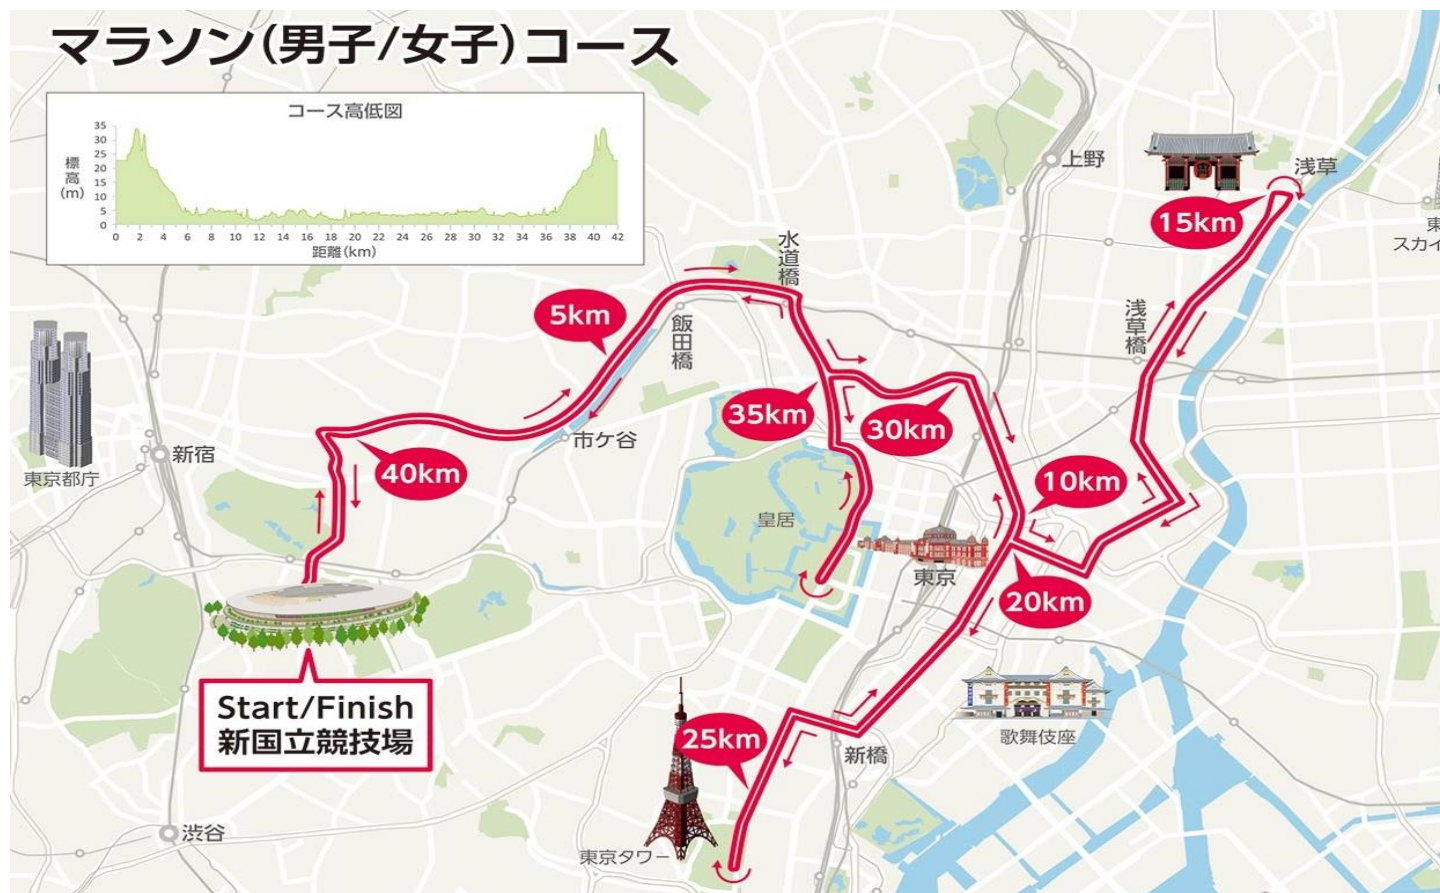 マラソン(男子/女子)コース
コース高低図
標高(m)
35
30
25
20
15
10
5
0
0 2 4 6 8 10 12 14 16 18 20 22 24 26 28 30 32 34 36 38 40 42
距離(km)
上野
浅草
15km
東
スカイ
水道橋
浅草橋
5km
飯田橋
35km
30km
市ケ谷
新宿
東京都庁
40km
10km
皇居
東京
20km
Start/Finish
新国立競技場
25km
新橋
歌舞伎座
渋谷
東京タワー